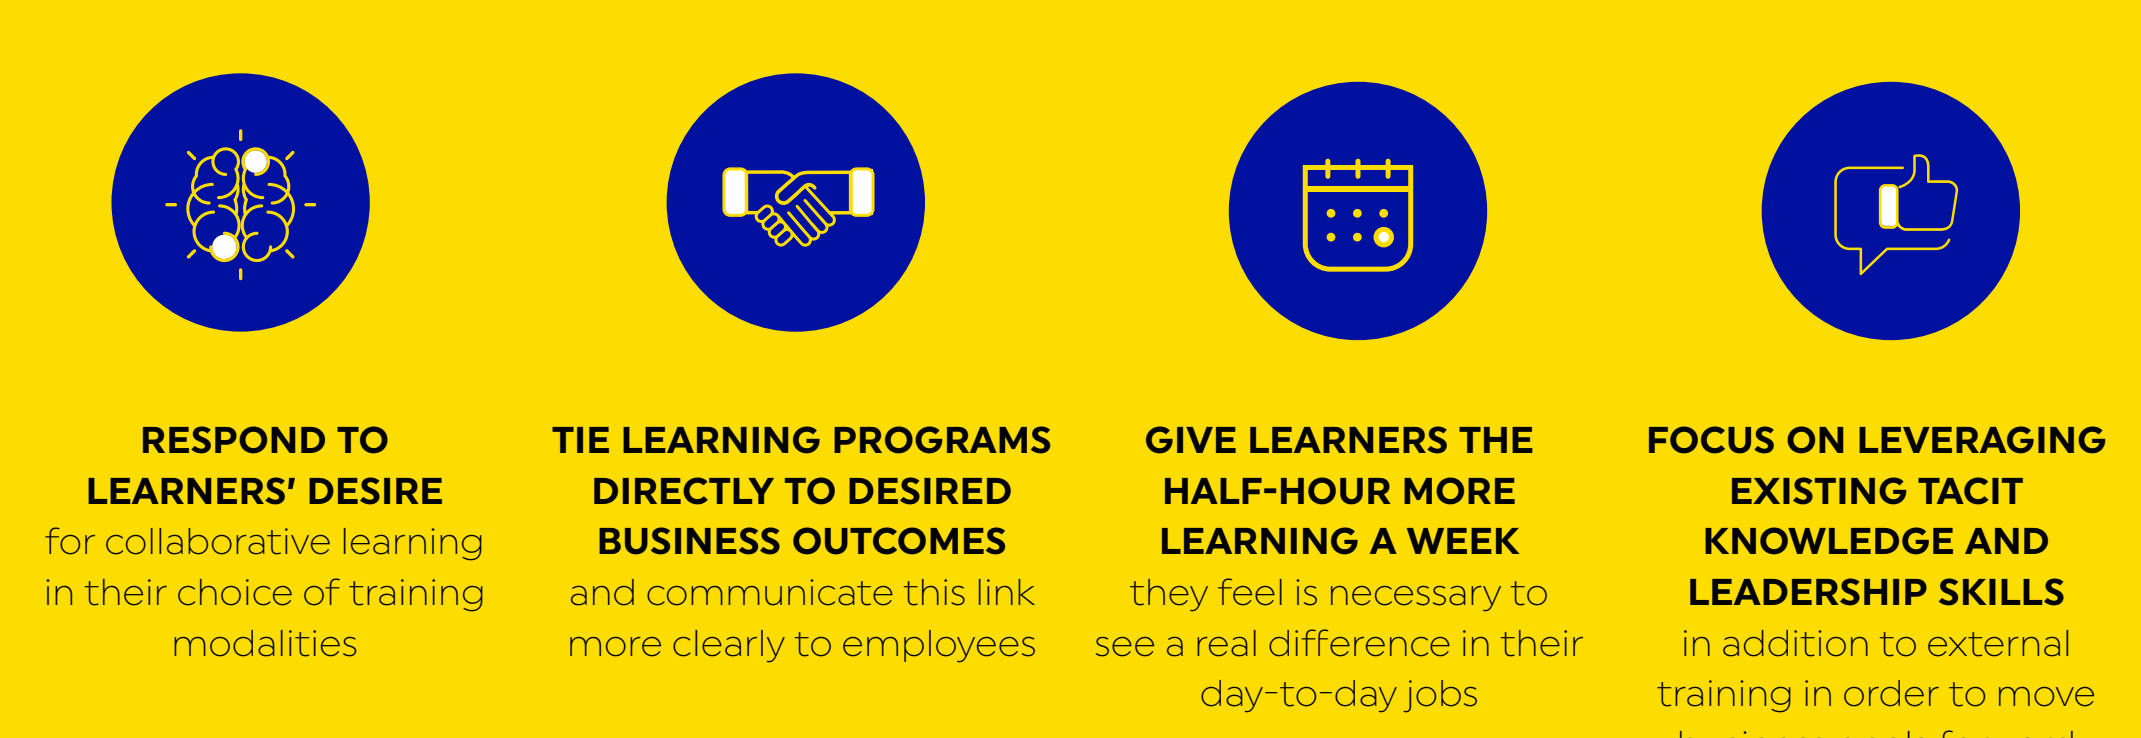 RESPOND TO
LEARNERS' DESIRE
for collaborative learning
in their choice of training
modalities
TIE LEARNING PROGRAMS
DIRECTLY TO DESIRED
BUSINESS OUTCOMES
and communicate this link
more clearly to employees
GIVE LEARNERS THE
HALF-HOUR MORE
LEARNING A WEEK
they feel is necessary to
see a real difference in their
day-to-day jobs
FOCUS ON LEVERAGING
EXISTING TACIT
KNOWLEDGE AND
LEADERSHIP SKILLS
in addition to external
training in order to move